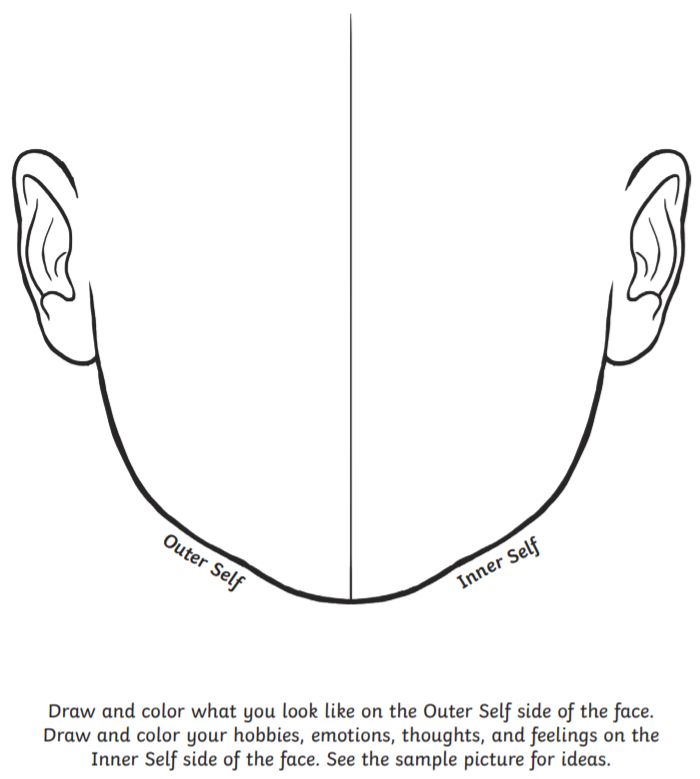 Outer Self
Inner Self
Draw and color what you look like on the Outer Self side of the face.
Draw and color your hobbies, emotions, thoughts, and feelings on the
Inner Self side of the face. See the sample picture for ideas.